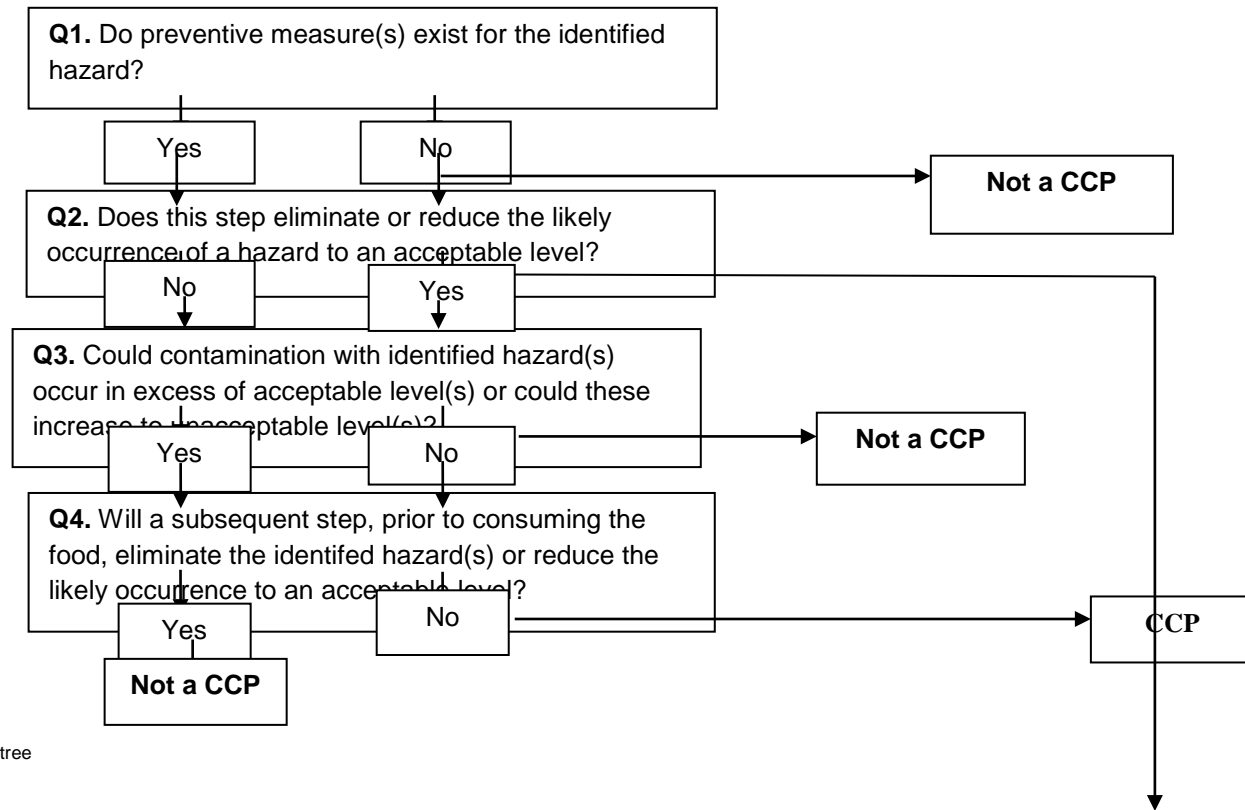 Q1. Do preventive measure(s) exist for the identified
hazard?
Yes
No
Not a CCP
Q2. Does this step eliminate or reduce the likely
occurrence of a hazard to an acceptable level?
No
Yes
Q3. Could contamination with identified hazard(s)
occur in excess of acceptable level(s) or could these
increase to unacceptable level(s)?
Yes
No
Not a CCP
Q4. Will a subsequent step, prior to consuming the
food, eliminate the identifed hazard(s) or reduce the
likely occurrence to an acceptable level?
Yes
No
CCP
Not a CCP
tree